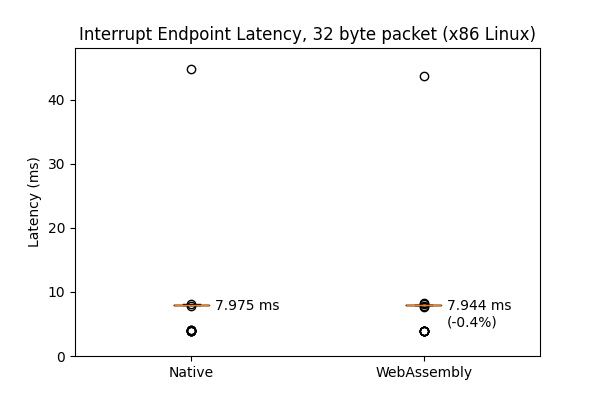 Interrupt Endpoint Latency, 32 byte packet (x86 Linux)
Latency (ms)
40
30
20
10
0
7.975 ms
7.944 ms
(-0.4%)
Native
WebAssembly